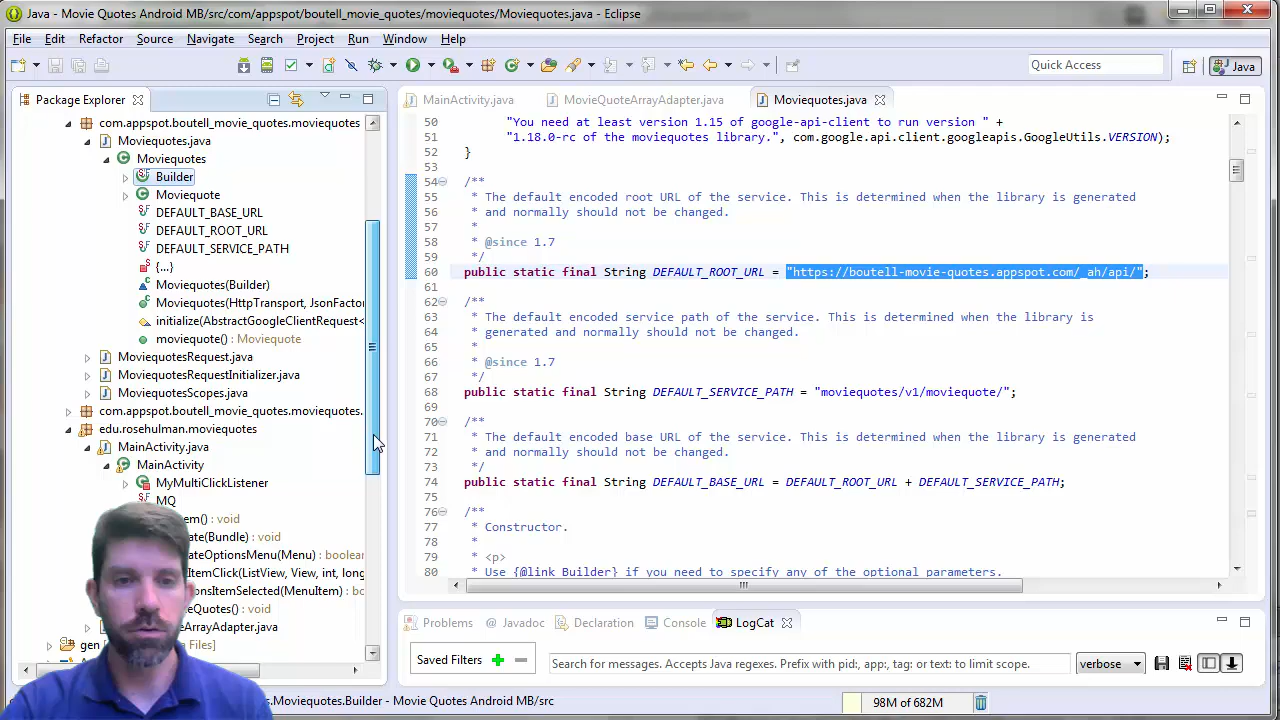 Java - Movie Quotes Android MB/src/com/appspot/boutell_movie_quotes/moviequotes/Moviequotes.java - Eclipse
File Edit Refactor Source Navigate Search Project Run Window Help
Quick Access
Java
Package Explorer
com.appspot.boutell_movie_quotes.moviequotes
Moviequotes.java
Moviequotes
Builder
Moviequote
DEFAULT_BASE_URL
DEFAULT_ROOT_URL
DEFAULT_SERVICE_PATH
{...}
Moviequotes(Builder)
Moviequotes(HttpTransport, JsonFactor
initialize(AbstractGoogleClientRequest<
moviequote() : Moviequote
MoviequotesRequest.java
MoviequotesRequestInitializer.java
MoviequotesScopes.java
com.appspot.boutell_movie_quotes.moviequotes.
edu.rosehulman.moviequotes
MainActivity.java
MainActivity
MyMultiClickListener
MQ
em() : void
ate(Bundle) : void
ateOptionsMenu(Menu) : boolean
ItemClick(ListView, View, int, long
onsItemSelected(MenuItem) : bo
eQuotes() : void
eArrayAdapter.java
gen
a Files]
MainActivity.java MovieQuoteArrayAdapter.java Moviequotes.java
50 "You need at least version 1.15 of google-api-client to run version " +
51 "1.18.0-rc of the moviequotes library.", com.google.api.client.googleapis.GoogleUtils.VERSION);
52 }
53
54 /**
55 * The default encoded root URL of the service. This is determined when the library is generated
56 * and normally should not be changed.
57 *
58 * @since 1.7
59 */
60 public static final String DEFAULT_ROOT_URL = "https://boutell-movie-quotes.appspot.com/_ah/api/";
61
62 /**
63 * The default encoded service path of the service. This is determined when the library is
64 * generated and normally should not be changed.
65 *
66 * @since 1.7
67 */
68 public static final String DEFAULT_SERVICE_PATH = "moviequotes/v1/moviequote/";
69
70 /**
71 * The default encoded base URL of the service. This is determined when the library is generated
72 * and normally should not be changed.
73 */
74 public static final String DEFAULT_BASE_URL = DEFAULT_ROOT_URL + DEFAULT_SERVICE_PATH;
75
76 /**
77 * Constructor.
78 *
79 * <p>
80 * Use {@link Builder} if you need to specify any of the optional parameters.
Problems @ Javadoc Declaration Console LogCat
Saved Filters
Search for messages. Accepts Java regexes. Prefix with pid:, app:, tag: or text: to limit scope.
verbose
.Moviequotes.Builder - Movie Quotes Android MB/src
98M of 682M